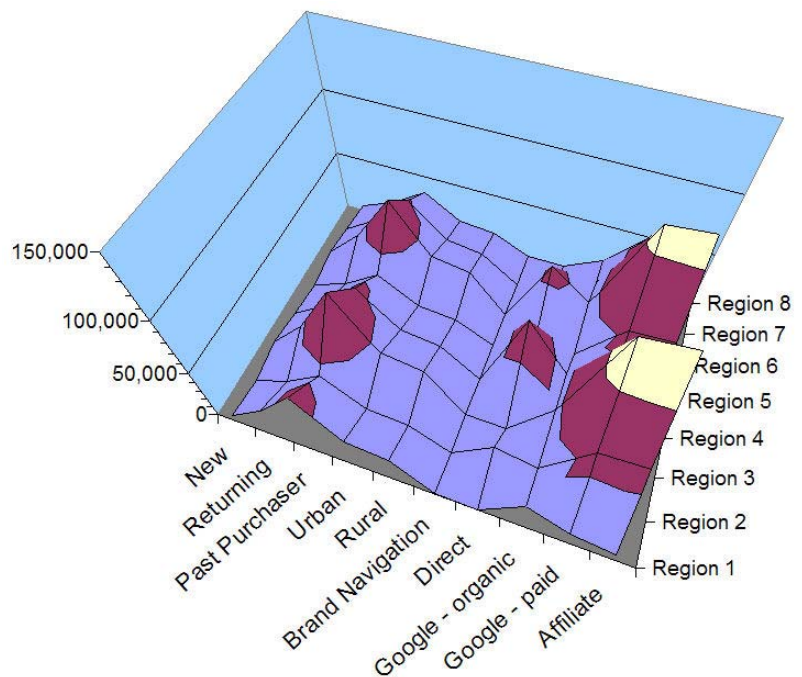 150,000
100,000
50,000
0
New
Returning
Past Purchaser
Urban
Rural
Brand Navigation
Direct
Google - organic
Google - paid
Affiliate
Region 8
Region 7
Region 6
Region 5
Region 4
Region 3
Region 2
Region 1